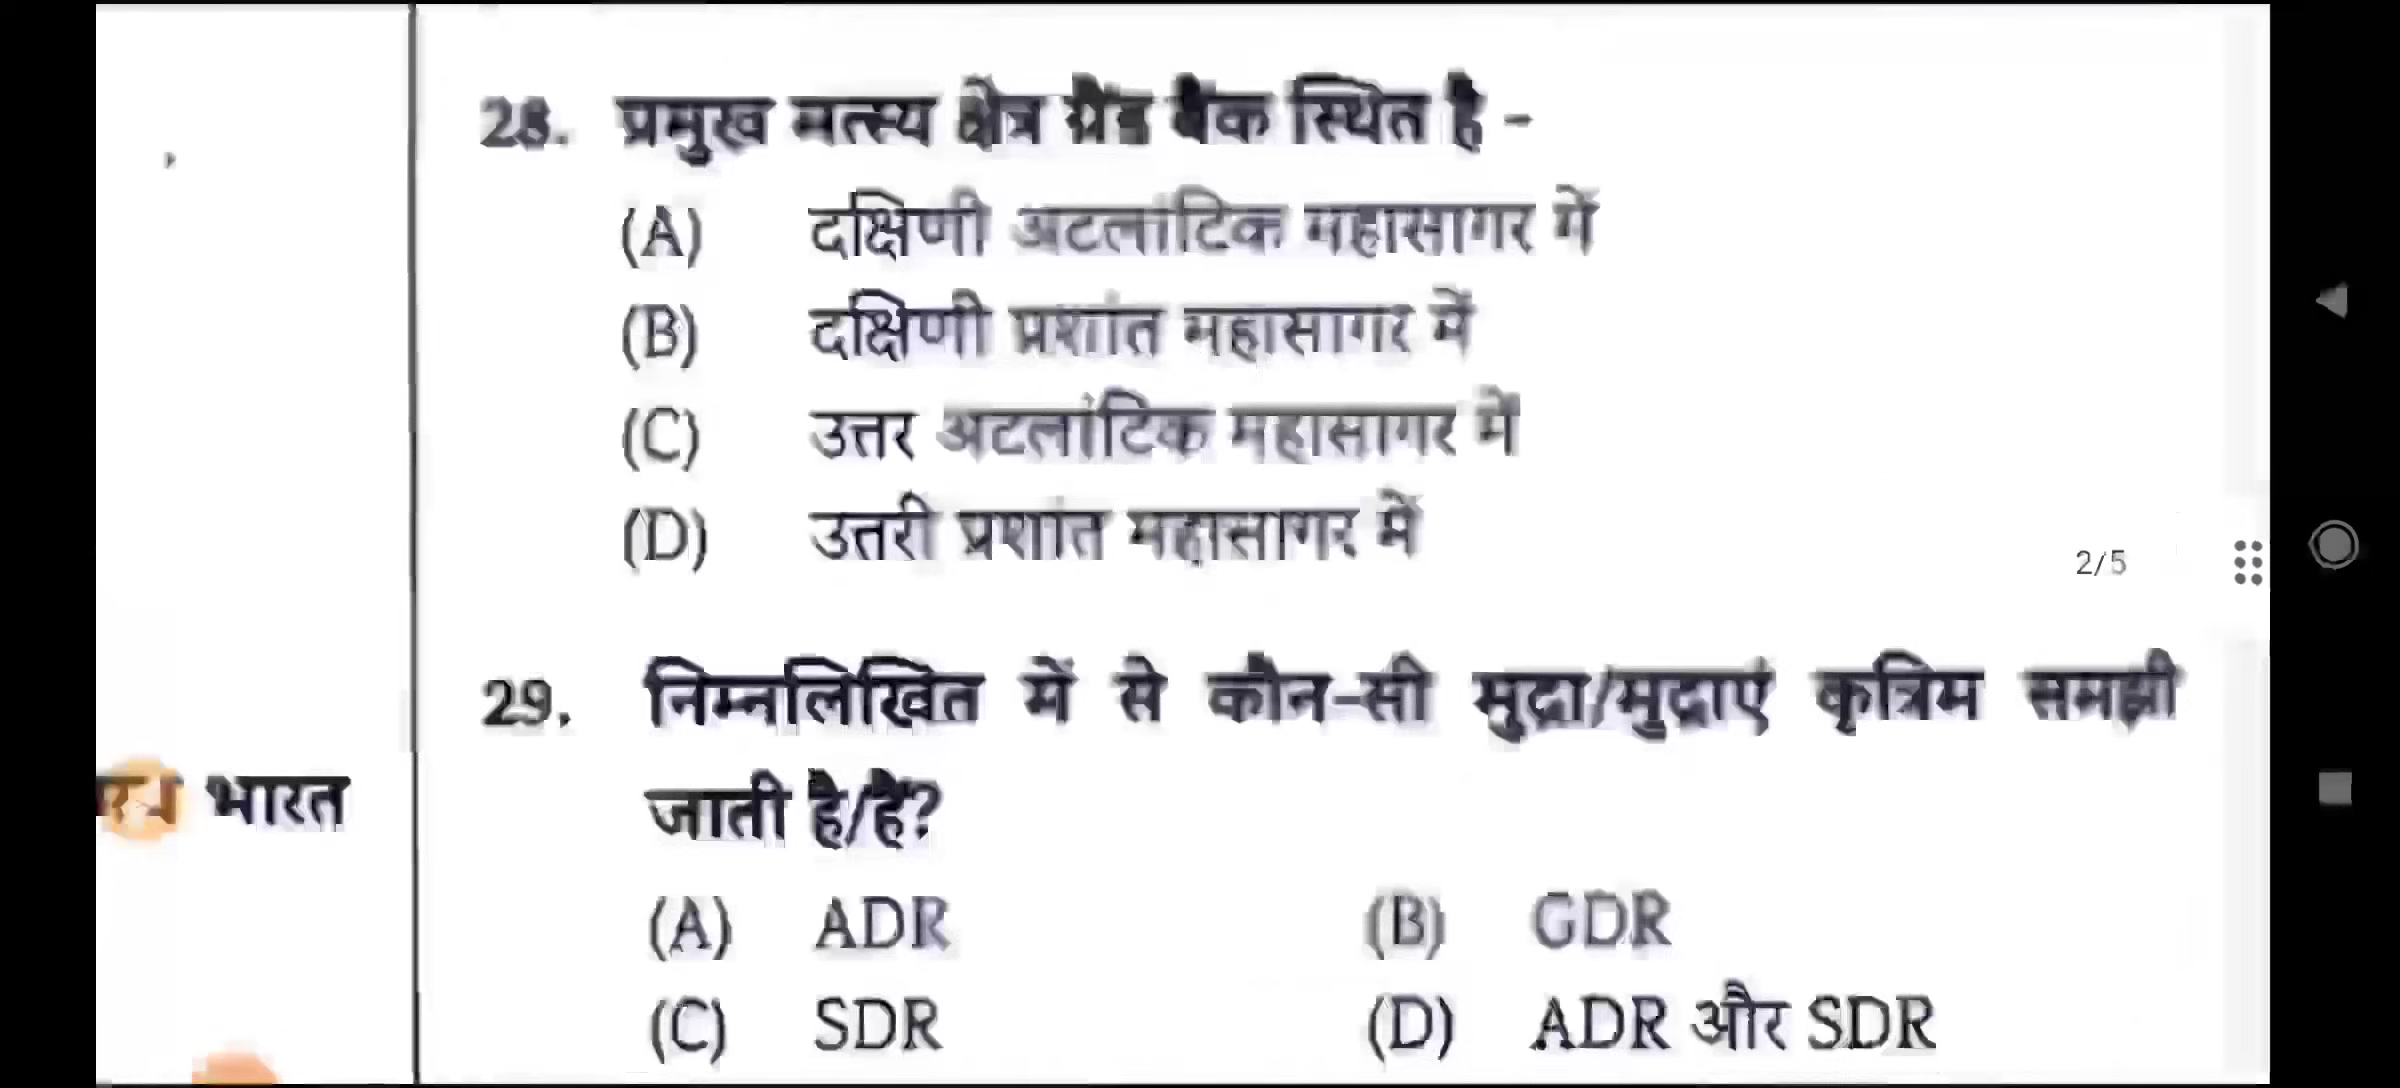 28. प्रमुख मत्स्य क्षेत्र ग्रैंड बैंक स्थित है -
(A) दक्षिणी अटलांटिक महासागर में
(B) दक्षिणी प्रशांत महासागर में
(C) उत्तर अटलांटिक महासागर में
(D) उत्तरी प्रशांत महासागर में
2/5
29. निम्नलिखित में से कौन-सी मुद्रा/मुद्राएं कृत्रिम समझी
जाती है/हैं?
भारत
(A) ADR (B) GDR
(C) SDR (D) ADR और SDR